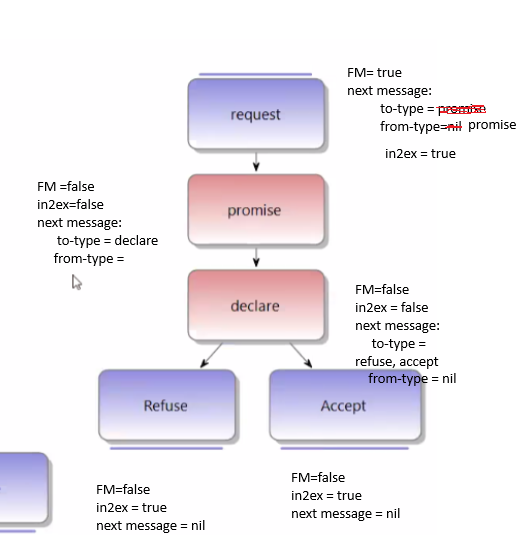 FM= true
next message:
to-type = promise
from-type=nil promise
in2ex = true
request
FM =false
in2ex=false
next message:
to-type = declare
from-type =
promise
declare
FM=false
in2ex = false
next message:
to-type =
refuse, accept
from-type = nil
Refuse
Accept
FM=false
in2ex = true
next message = nil
FM=false
in2ex = true
next message = nil